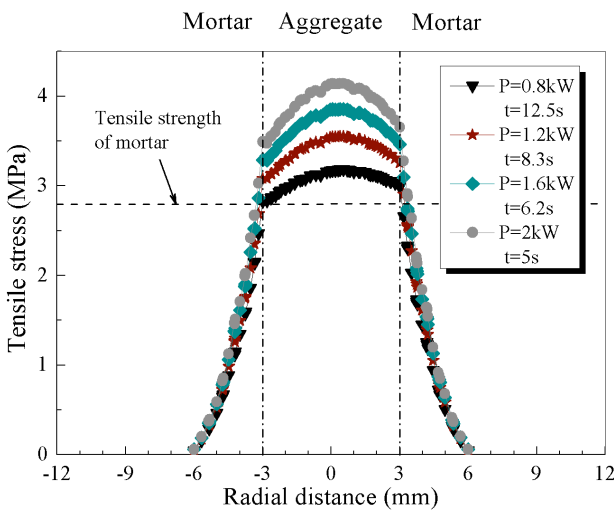 Mortar Aggregate Mortar
Tensile strength
of mortar
P=0.8kW
t=12.5s
P=1.2kW
t=8.3s
P=1.6kW
t=6.2s
P=2kW
t=5s
Tensile stress (MPa)
4
3
2
1
0
-12 -9 -6 -3 0 3 6 9 12
Radial distance (mm)